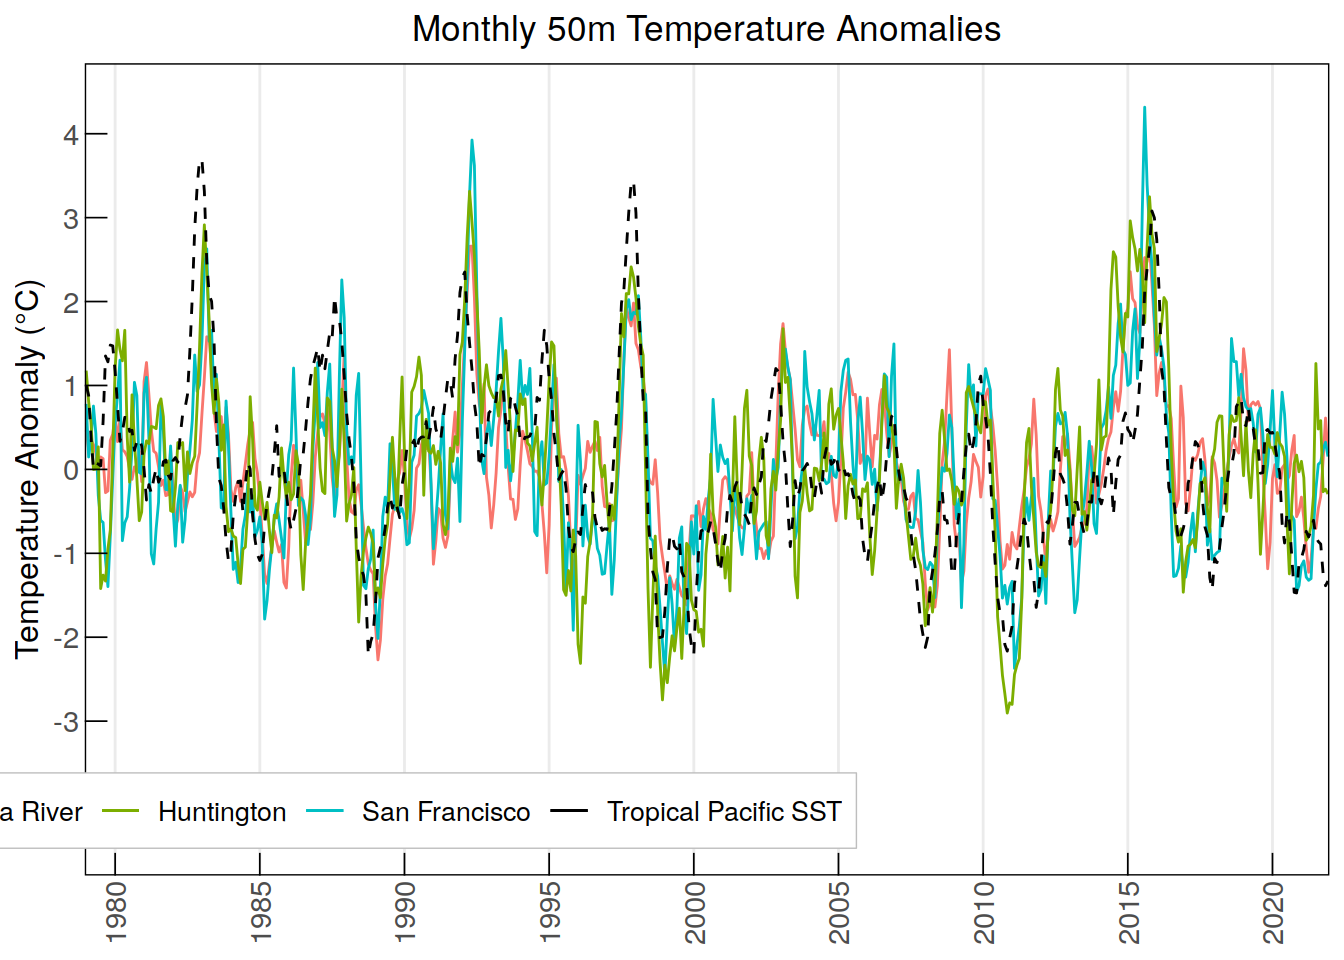 Monthly 50m Temperature Anomalies
Temperature Anomaly (°C)
4
3
2
1
0
-1
-2
-3
a River Huntington San Francisco Tropical Pacific SST
1980 1985 1990 1995 2000 2005 2010 2015 2020